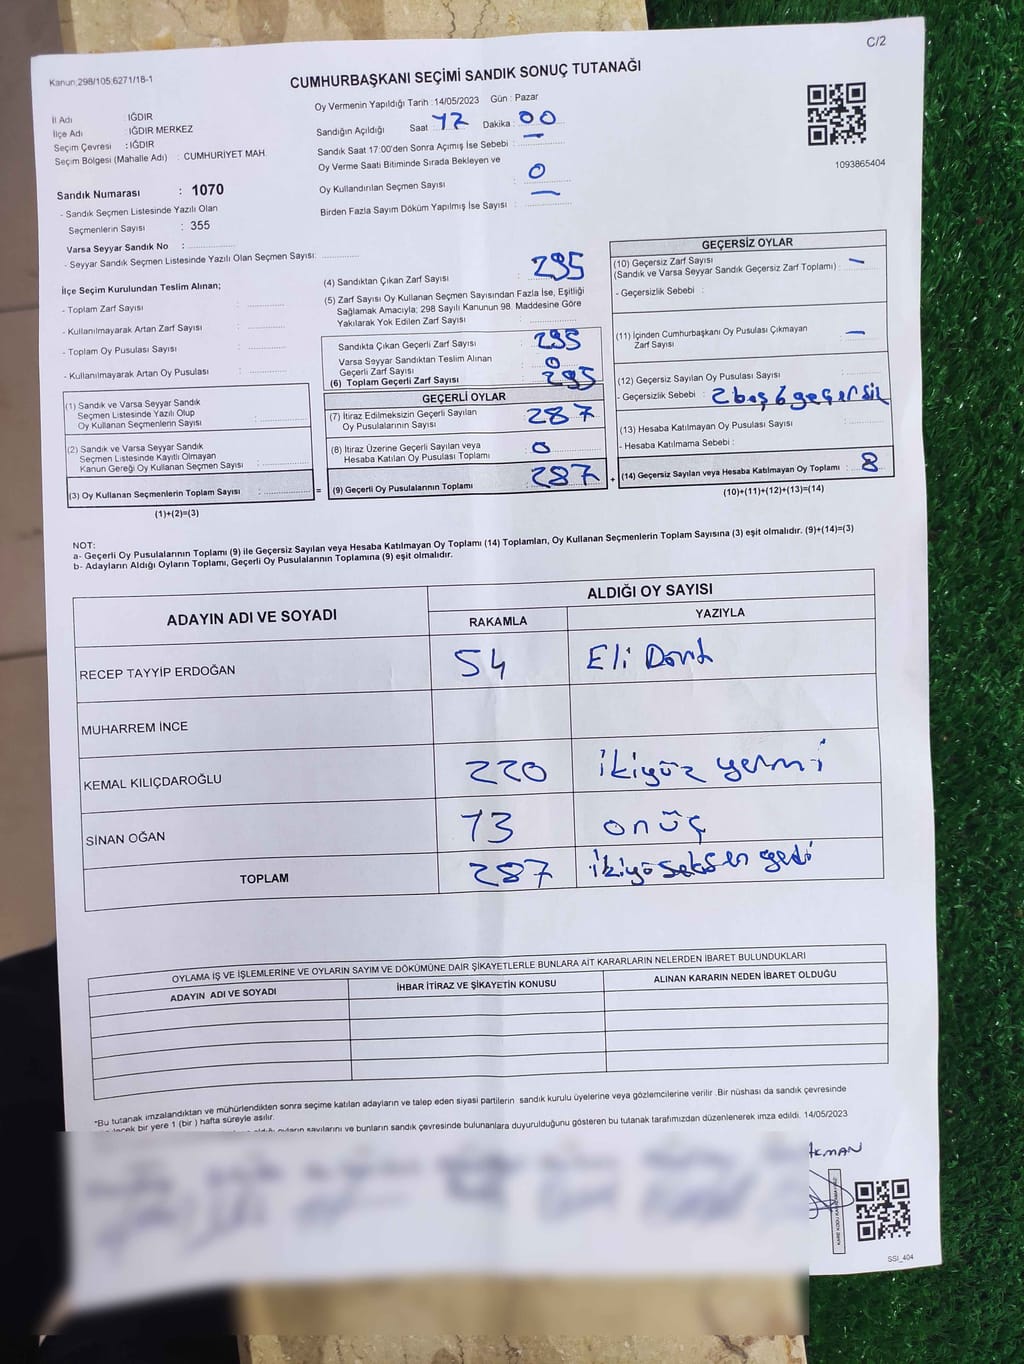 C/2
Kanun:298/105,6271/18-1
CUMHURBAŞKANI SEÇİMİ SANDIK SONUÇ TUTANAĞI
Oy Vermenin Yapıldığı Tarih :14/05/2023 Gün : Pazar
İl Adı IĞDIR
İlçe Adı IĞDIR MERKEZ
Seçim Çevresi : IĞDIR
Seçim Bölgesi (Mahalle Adı) : CUMHURİYET MAH.
Sandık Numarası : 1070
- Sandık Seçmen Listesinde Yazılı Olan
Seçmenlerin Sayısı : 355
Varsa Seyyar Sandık No :
- Seyyar Sandık Seçmen Listesinde Yazılı Olan Seçmen Sayısı:
Sandığın Açıldığı Saat 17 Dakika : 00
Sandık Saat 17:00'den Sonra Açımış İse Sebebi : —
Oy Verme Saati Bitiminde Sırada Bekleyen ve
Oy Kullandırılan Seçmen Sayısı : 0
Birden Fazla Sayım Döküm Yapılmış İse Sayısı : —
1093865404
İlçe Seçim Kurulundan Teslim Alınan;
- Toplam Zarf Sayısı :
- Kullanılmayarak Artan Zarf Sayısı :
- Toplam Oy Pusulası Sayısı :
- Kullanılmayarak Artan Oy Pusulası :
(1) Sandık ve Varsa Seyyar Sandık
Seçmen Listesinde Yazılı Olup
Oy Kullanan Seçmenlerin Sayısı :
(2) Sandık ve Varsa Seyyar Sandık
Seçmen Listesinde Kayıtlı Olmayan
Kanun Gereği Oy Kullanan Seçmen Sayısı :
(3) Oy Kullanan Seçmenlerin Toplam Sayısı : =
(1)+(2)=(3)
(4) Sandıktan Çıkan Zarf Sayısı : 295
(5) Zarf Sayısı Oy Kullanan Seçmen Sayısından Fazla İse, Eşitliği
Sağlamak Amacıyla; 298 Sayılı Kanunun 98. Maddesine Göre
Yakılarak Yok Edilen Zarf Sayısı :
Sandıkta Çıkan Geçerli Zarf Sayısı : 295
Varsa Seyyar Sandıktan Teslim Alınan
Geçerli Zarf Sayısı : 0
(6) Toplam Geçerli Zarf Sayısı : 295
GEÇERLİ OYLAR
(7) İtiraz Edilmeksizin Geçerli Sayılan
Oy Pusulalarının Sayısı : 287
(8) İtiraz Üzerine Geçerli Sayılan veya
Hesaba Katılan Oy Pusulası Toplamı : 0
(9) Geçerli Oy Pusulalarının Toplamı : 287 +
GEÇERSİZ OYLAR
(10) Geçersiz Zarf Sayısı : —
(Sandık ve Varsa Seyyar Sandık Geçersiz Zarf Toplamı)
- Geçersizlik Sebebi :
(11) İçinden Cumhurbaşkanı Oy Pusulası Çıkmayan
Zarf Sayısı : —
(12) Geçersiz Sayılan Oy Pusulası Sayısı :
- Geçersizlik Sebebi : 2 boş 6 geçersil
(13) Hesaba Katılmayan Oy Pusulası Sayısı :
- Hesaba Katılmama Sebebi :
(14) Geçersiz Sayılan veya Hesaba Katılmayan Oy Toplamı : 8
(10)+(11)+(12)+(13)=(14)
NOT:
a- Geçerli Oy Pusulalarının Toplamı (9) ile Geçersiz Sayılan veya Hesaba Katılmayan Oy Toplamı (14) Toplamları, Oy Kullanan Seçmenlerin Toplam Sayısına (3) eşit olmalıdır. (9)+(14)=(3)
b- Adayların Aldığı Oyların Toplamı, Geçerli Oy Pusulalarının Toplamına (9) eşit olmalıdır.
ADAYIN ADI VE SOYADI ALDIĞI OY SAYISI
RAKAMLA YAZIYLA
RECEP TAYYİP ERDOĞAN 54 Eli Dört
MUHARREM İNCE
KEMAL KILIÇDAROĞLU 220 ikiyüz yermi
SİNAN OĞAN 13 onüç
TOPLAM 287 ikiyöseksen yedi
OYLAMA İŞ VE İŞLEMLERİNE VE OYLARIN SAYIM VE DÖKÜMÜNE DAİR ŞİKAYETLERLE BUNLARA AİT KARARLARIN NELERDEN İBARET BULUNDUKLARI
ADAYIN ADI VE SOYADI İHBAR İTİRAZ VE ŞİKAYETİN KONUSU ALINAN KARARIN NEDEN İBARET OLDUĞU
*Bu tutanak imzalandıktan ve mühürlendikten sonra seçime katılan adayların ve talep eden siyasi partilerin sandık kurulu üyelerine veya gözlemcilerine verilir .Bir nüshası da sandık çevresinde
bir yere 1 (bir ) hafta süreyle asılır.
oyların sayılarını ve bunların sandık çevresinde bulunanlara duyurulduğunu gösteren bu tutanak tarafımızdan düzenlenerek imza edildi. 14/05/2023
SSİ_404